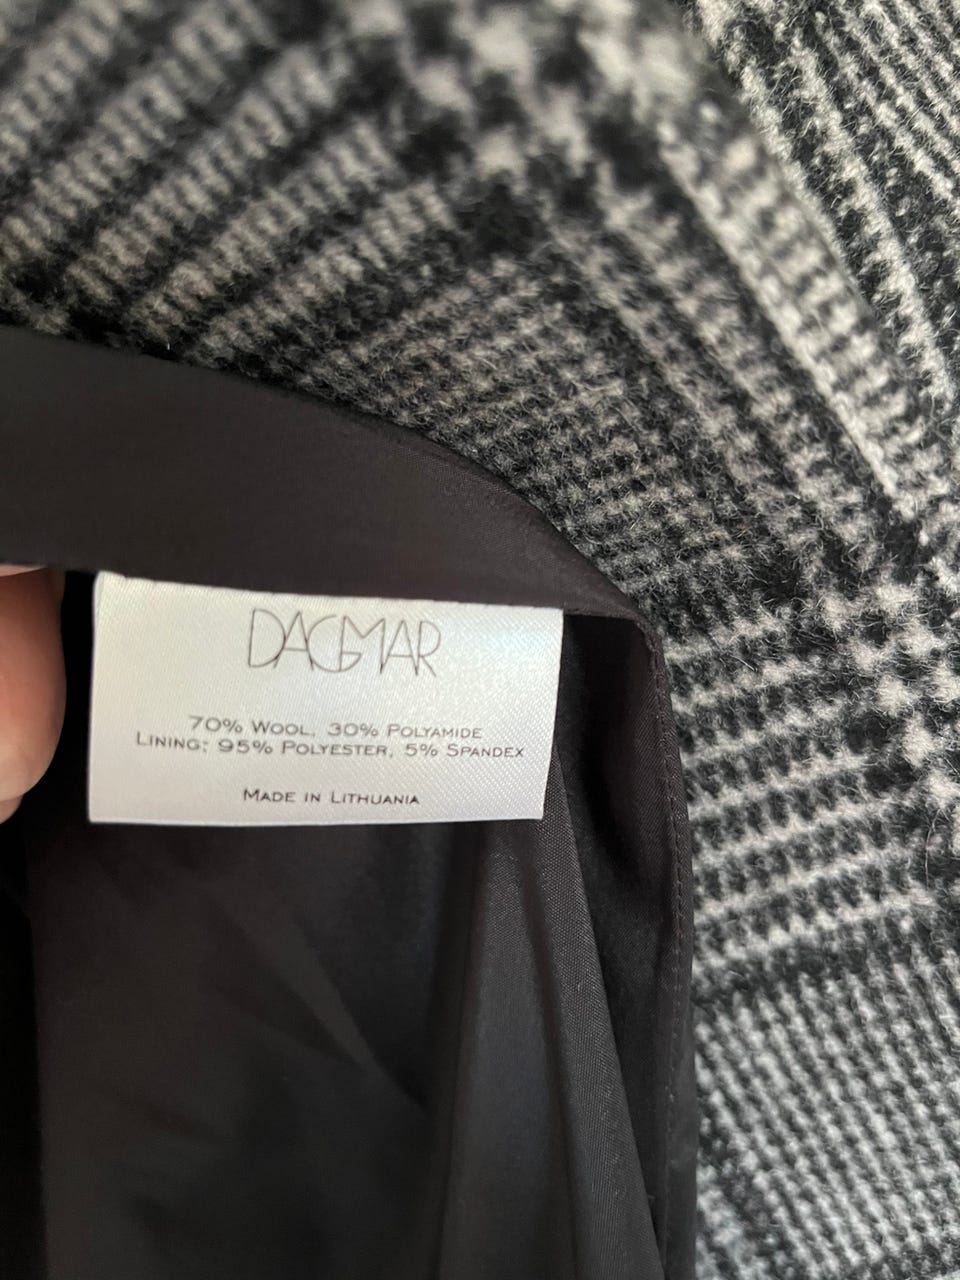 DAGMAR
70% WOOL, 30% POLYAMIDE
LINING: 95% POLYESTER, 5% SPANDEX
MADE IN LITHUANIA